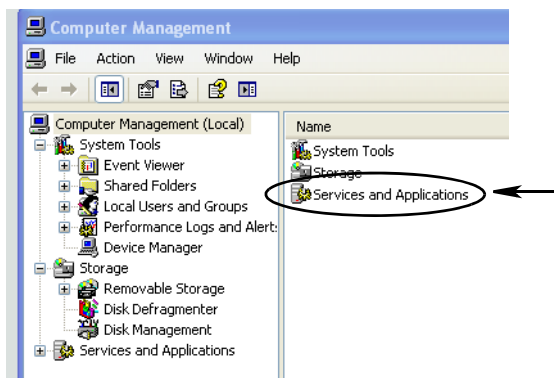 Computer Management
File Action View Window Help
Computer Management (Local)
System Tools
Event Viewer
Shared Folders
Local Users and Groups
Performance Logs and Alert
Device Manager
Storage
Removable Storage
Disk Defragmenter
Disk Management
Services and Applications
Name
System Tools
Storage
Services and Applications